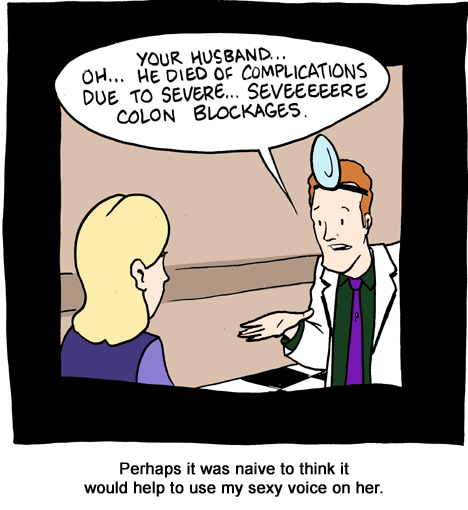 YOUR HUSBAND...
OH... HE DIED OF COMPLICATIONS
DUE TO SEVERE... SEVEEEEERE
COLON BLOCKAGES.
Perhaps it was naive to think it
would help to use my sexy voice on her.